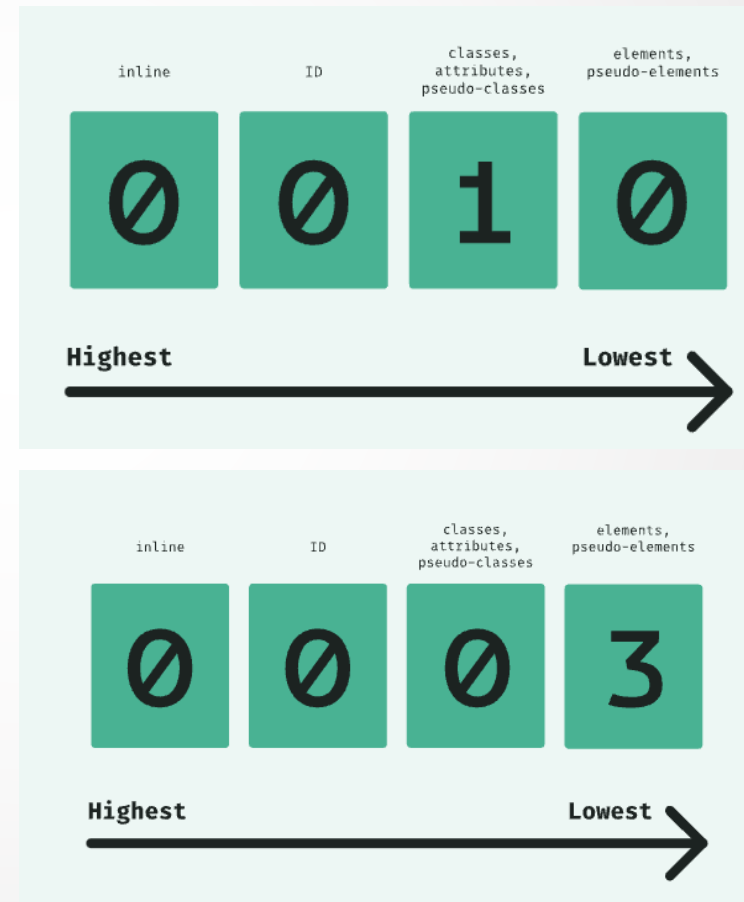 inline
ID
classes,
attributes,
pseudo-classes
elements,
pseudo-elements
0 0 1 0
Highest
Lowest
inline
ID
classes,
attributes,
pseudo-classes
elements,
pseudo-elements
0 0 0 3
Highest
Lowest